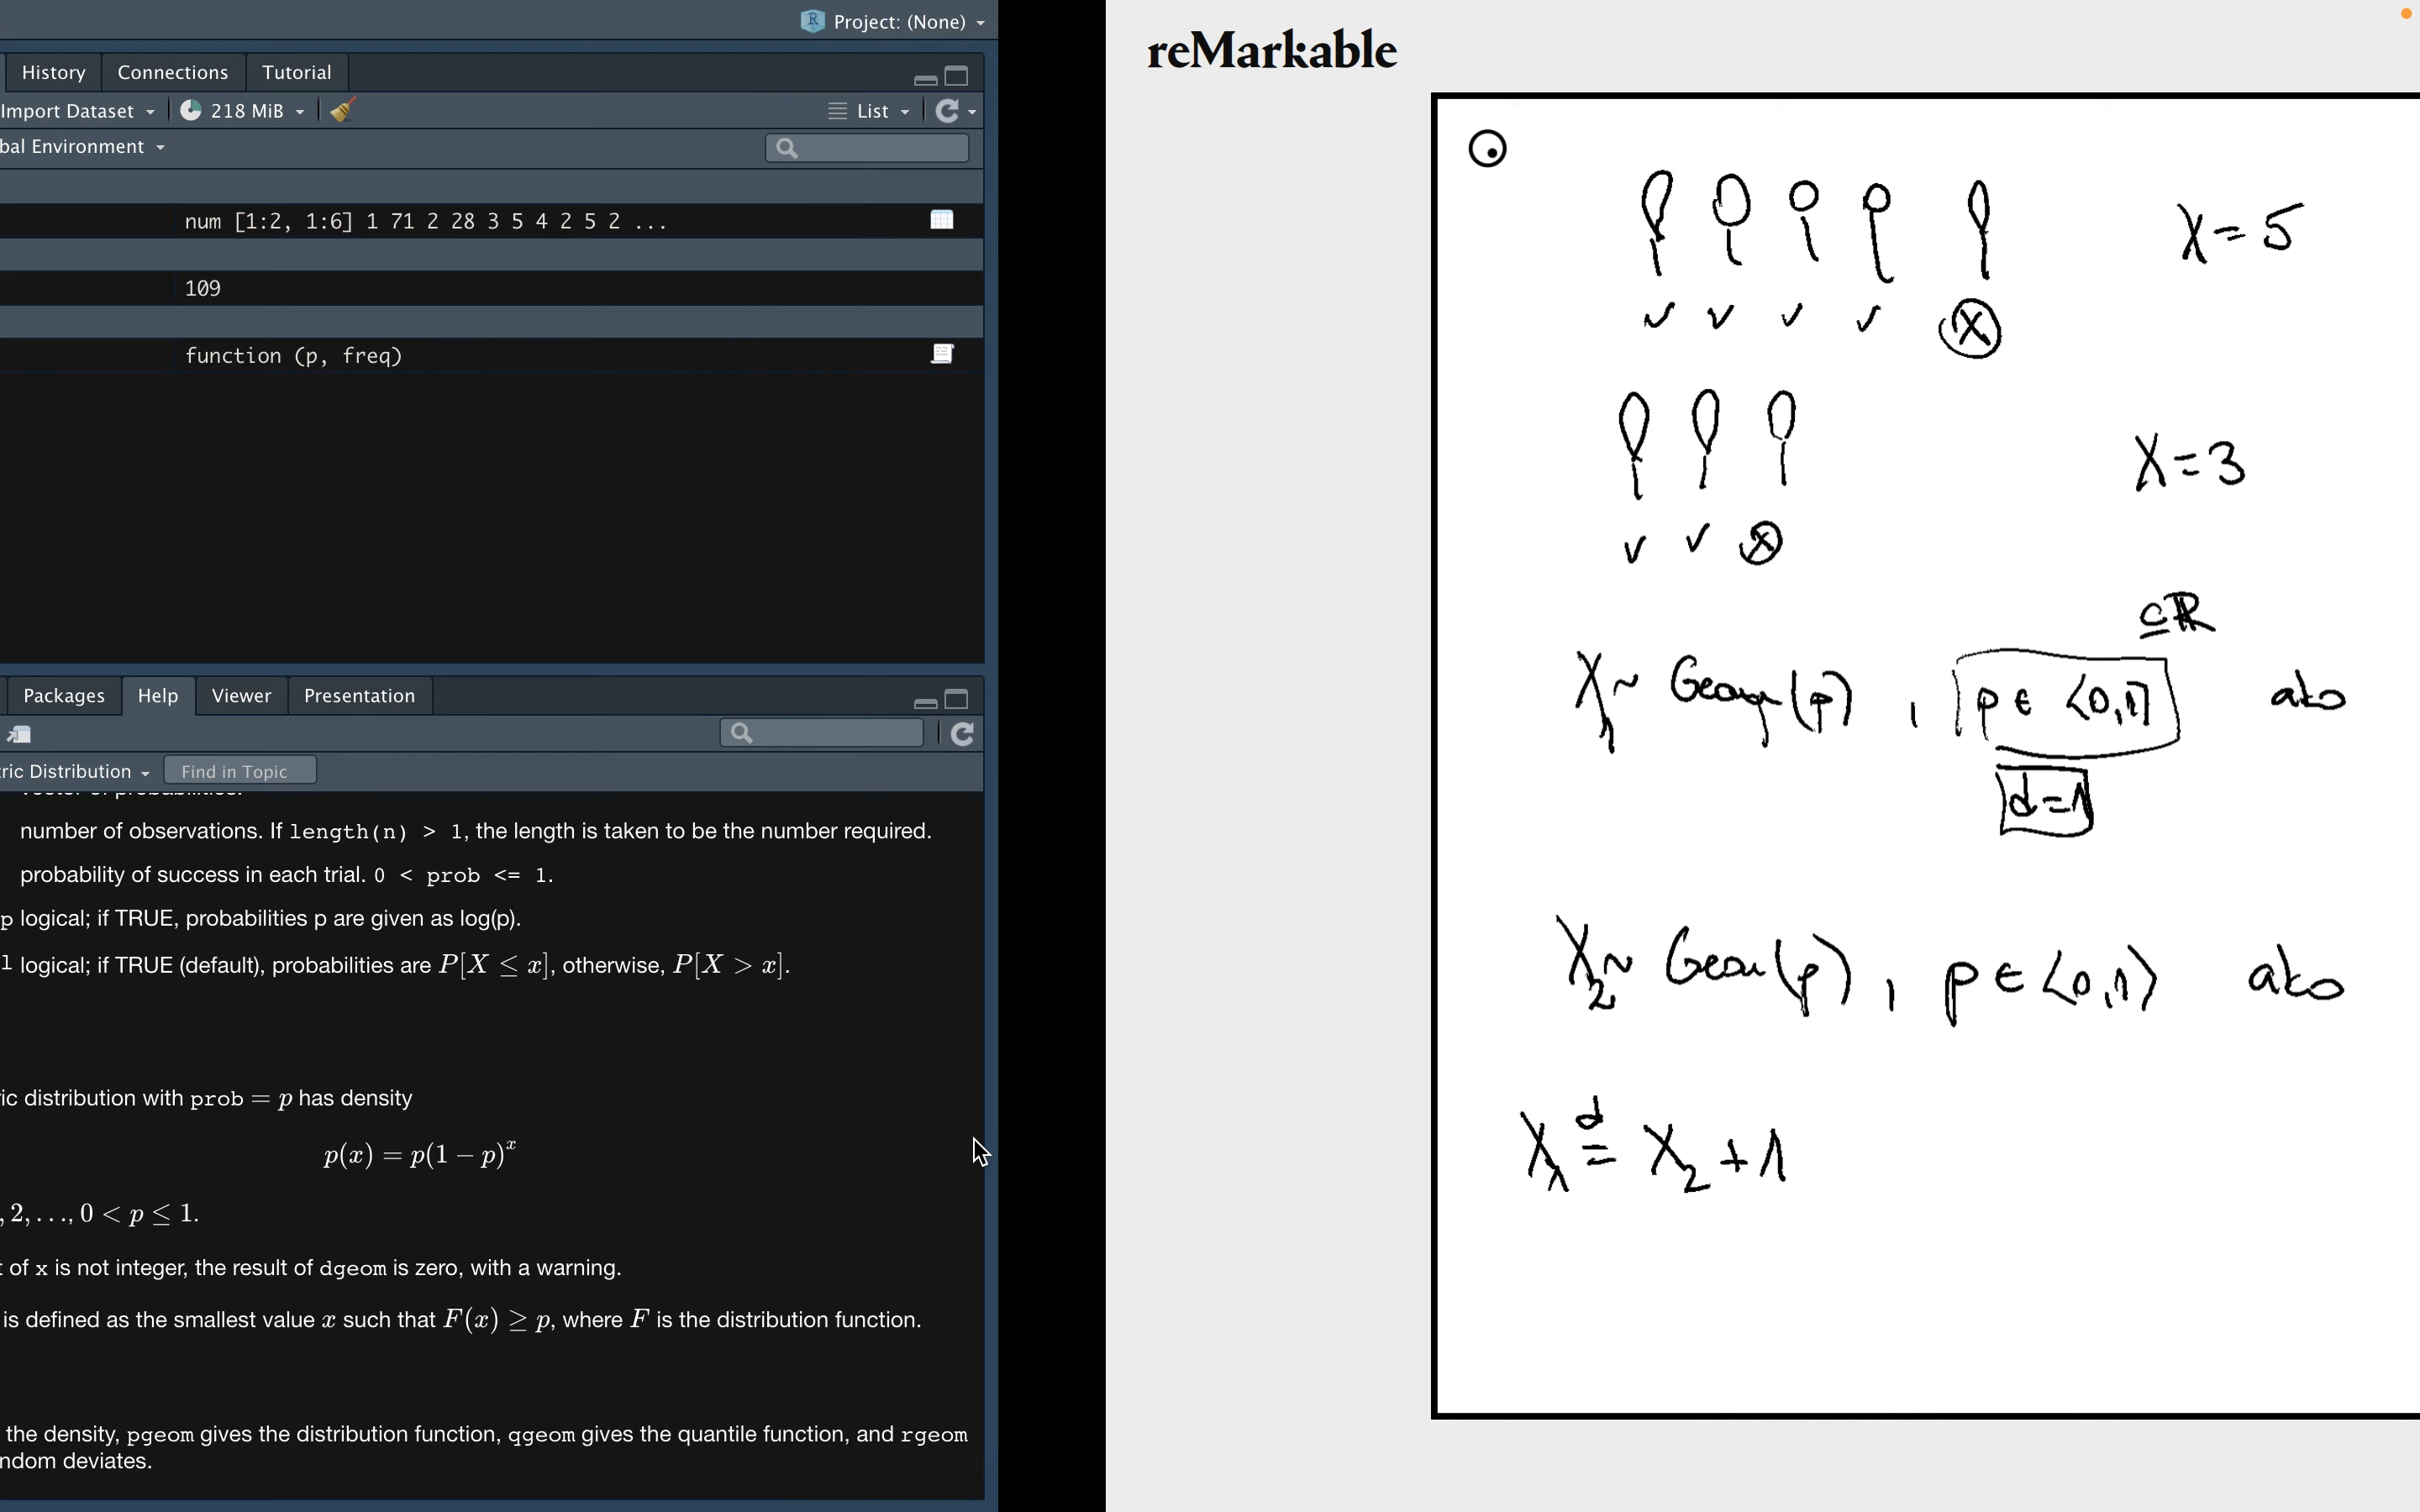 Project: (None)
History Connections Tutorial
Import Dataset 218 MiB List
bal Environment
num [1:2, 1:6] 1 71 2 28 3 5 4 2 5 2 ...
109
function (p, freq)
Packages Help Viewer Presentation
ric Distribution Find in Topic
vector of probabilities.
number of observations. If length(n) > 1, the length is taken to be the number required.
probability of success in each trial. 0 < prob <= 1.
p logical; if TRUE, probabilities p are given as log(p).
l logical; if TRUE (default), probabilities are P[X ≤ x], otherwise, P[X > x].
ic distribution with prob = p has density
p(x) = p(1 − p)^x
, 2, …, 0 < p ≤ 1.
t of x is not integer, the result of dgeom is zero, with a warning.
is defined as the smallest value x such that F(x) ≥ p, where F is the distribution function.
the density, pgeom gives the distribution function, qgeom gives the quantile function, and rgeom
ndom deviates.
reMarkable
X = 5
✓ ✓ ✓ ✓ X
X = 3
✓ ✓ X
⊆ ℝ
X₁ ~ Geom(p), p ∈ ⟨0,1] ako
d = 1
X₂ ~ Geom(p), p ∈ ⟨0,1⟩ ako
X₁ =ᵈ X₂ + 1